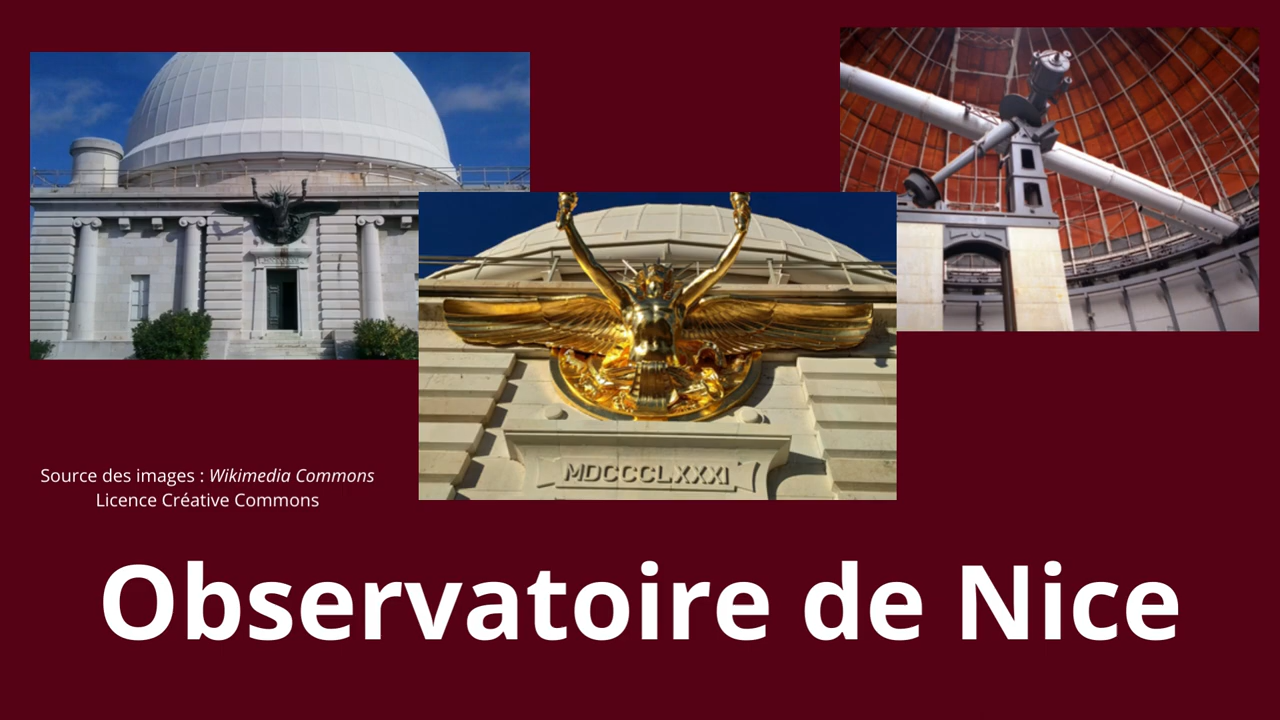 MDCCCLXXXI
Source des images : Wikimedia Commons
Licence Créative Commons
Observatoire de Nice